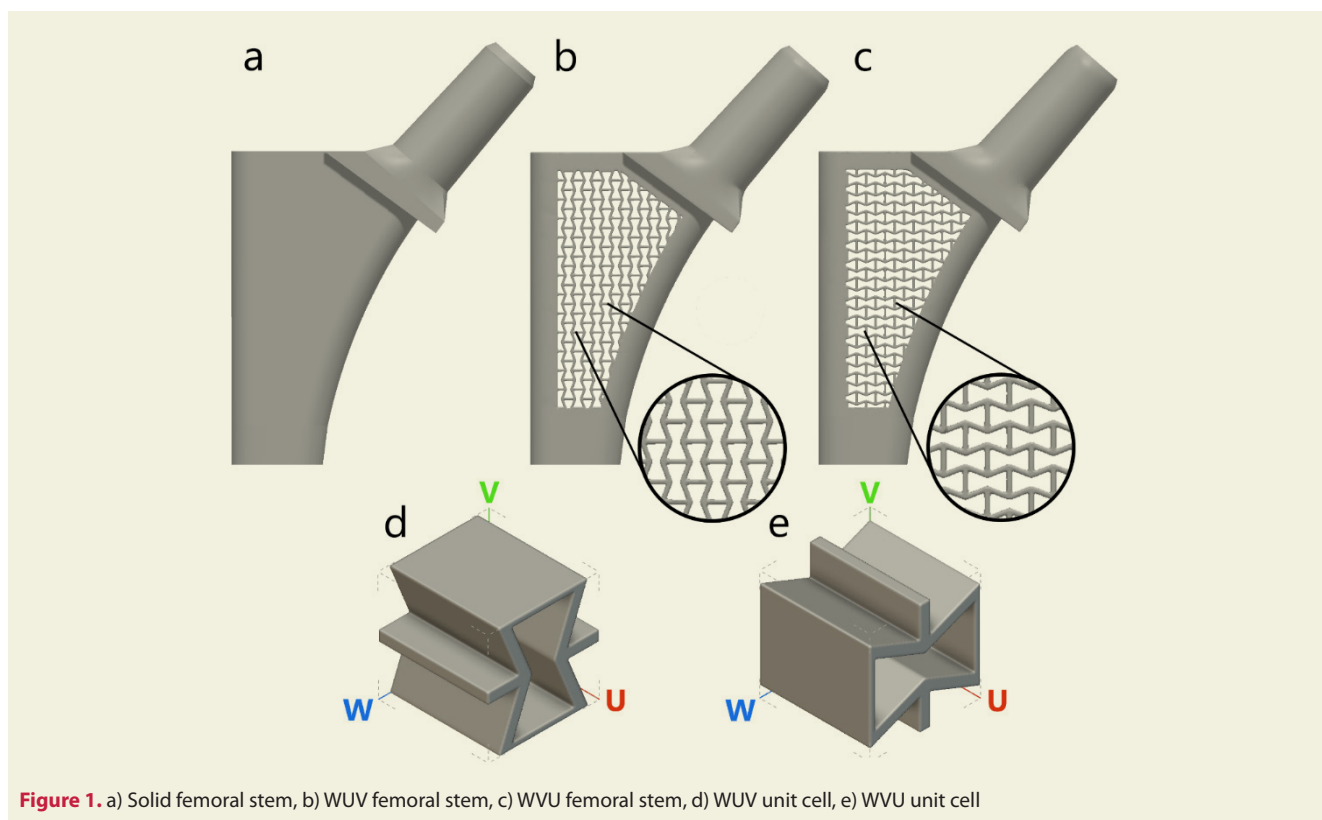 a
b
c
d
V
W
U
e
V
W
U
Figure 1. a) Solid femoral stem, b) WUV femoral stem, c) WVU femoral stem, d) WUV unit cell, e) WVU unit cell